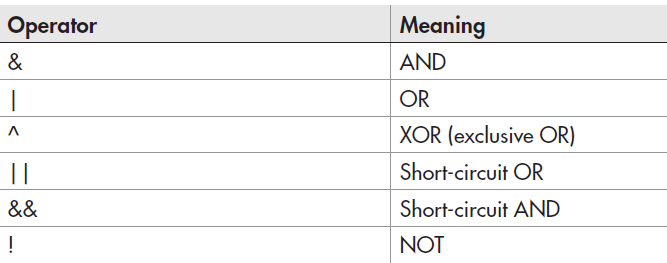 Operator Meaning
& AND
| OR
^ XOR (exclusive OR)
|| Short-circuit OR
&& Short-circuit AND
! NOT